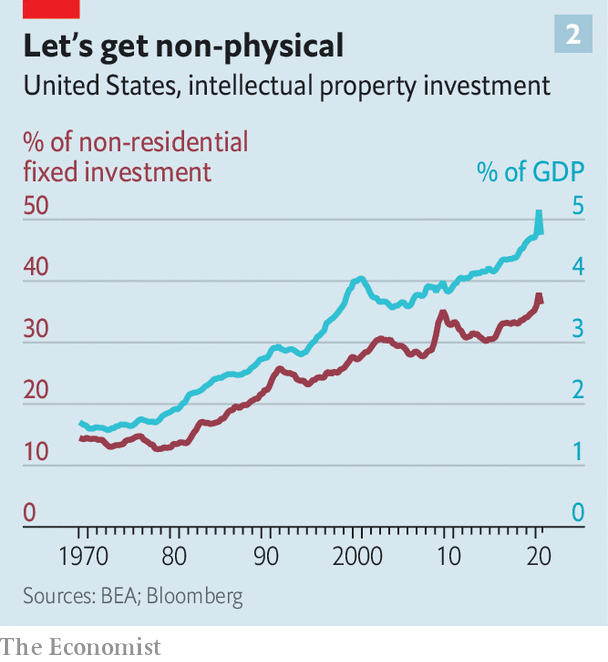 Let's get non-physical
2
United States, intellectual property investment
% of non-residential
fixed investment
% of GDP
50 5
40 4
30 3
20 2
10 1
0 0
1970 80 90 2000 10 20
Sources: BEA; Bloomberg
The Economist